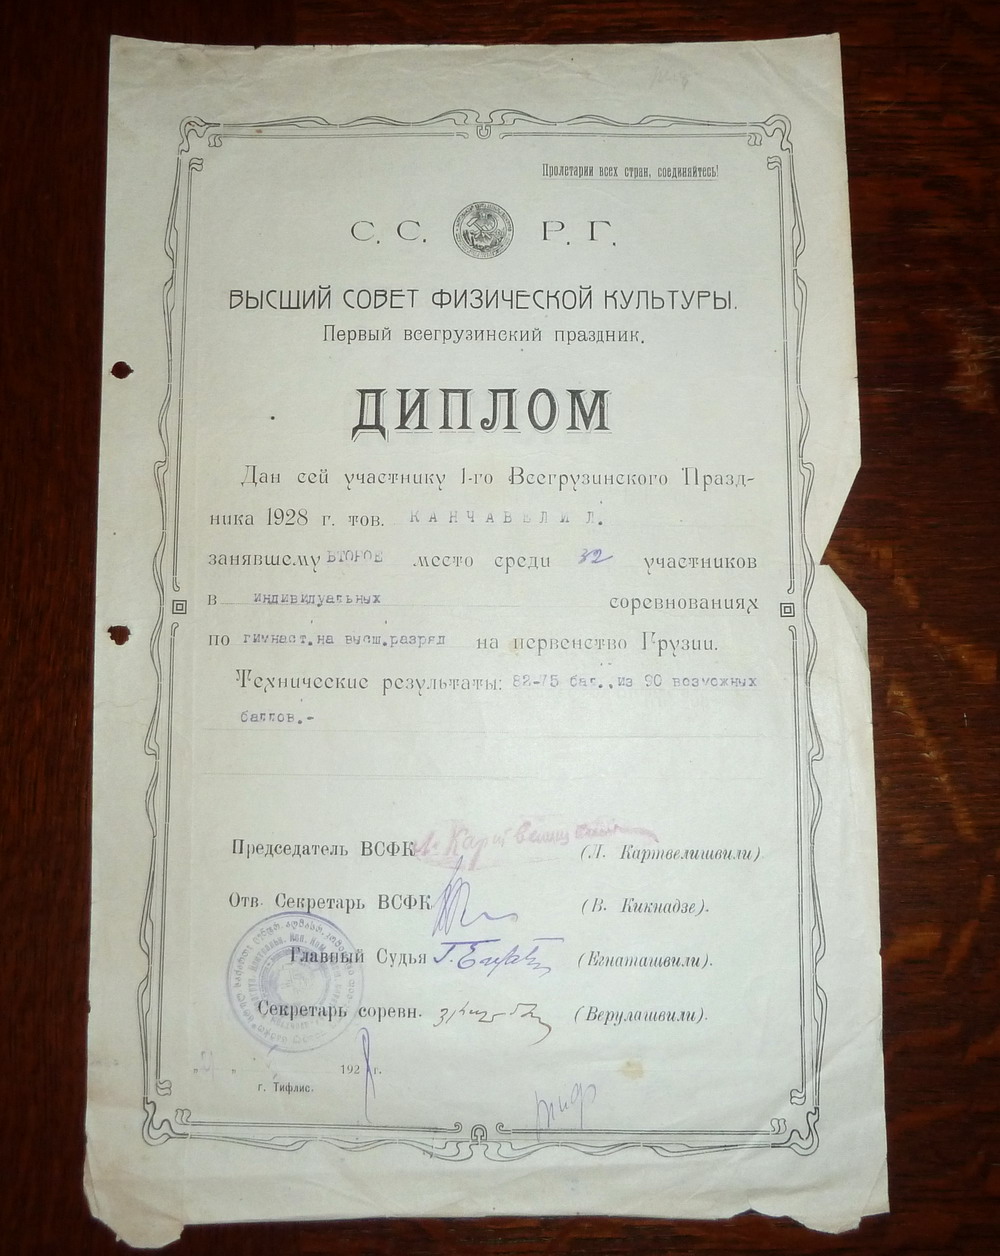 Пролетарии всех стран, соединяйтесь!
С. С. Р. Г.
ВЫСШИЙ СОВЕТ ФИЗИЧЕСКОЙ КУЛЬТУРЫ.
Первый всегрузинский праздник.
ДИПЛОМ
Дан сей участнику 1-го Всегрузинского Празд-
ника 1928 г. тов. КАНЧАВЕЛИ Л.
занявшему ВТОРОЕ место среди 32 участников
в индивидуальных соревнованиях
по гимнаст.на высш.разряд на первенство Грузии.
Технические результаты: 82-75 бал.,из 90 возможных
баллов.-
Председатель ВСФК (Л. Картвелишвили)
Отв. Секретарь ВСФК (В. Кикнадзе).
Главный Судья Г. (Егнаташвили).
Секретарь соревн. (Верулашвили).
1928 г.
г. Тифлис.